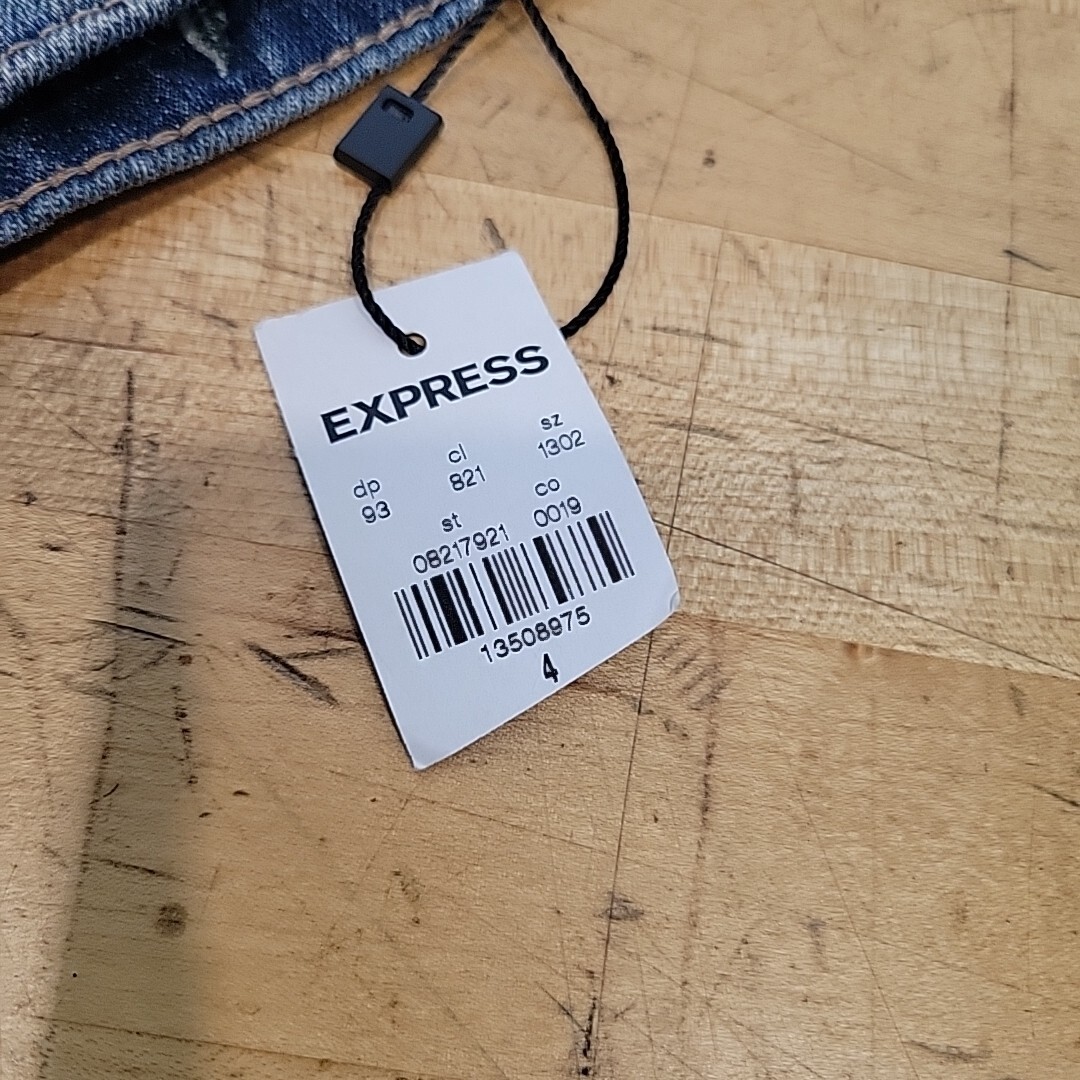 EXPRESS
dp cl sz
93 821 1302
st co
08217921 0019
13508975
4